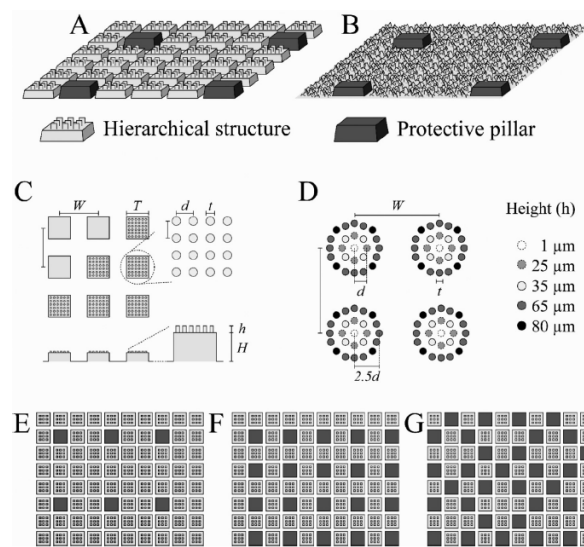 A
B
Hierarchical structure
Protective pillar
C
W
T
d
t
h
H
D
W
d
t
2.5d
Height (h)
1 µm
25 µm
35 µm
65 µm
80 µm
E
F
G